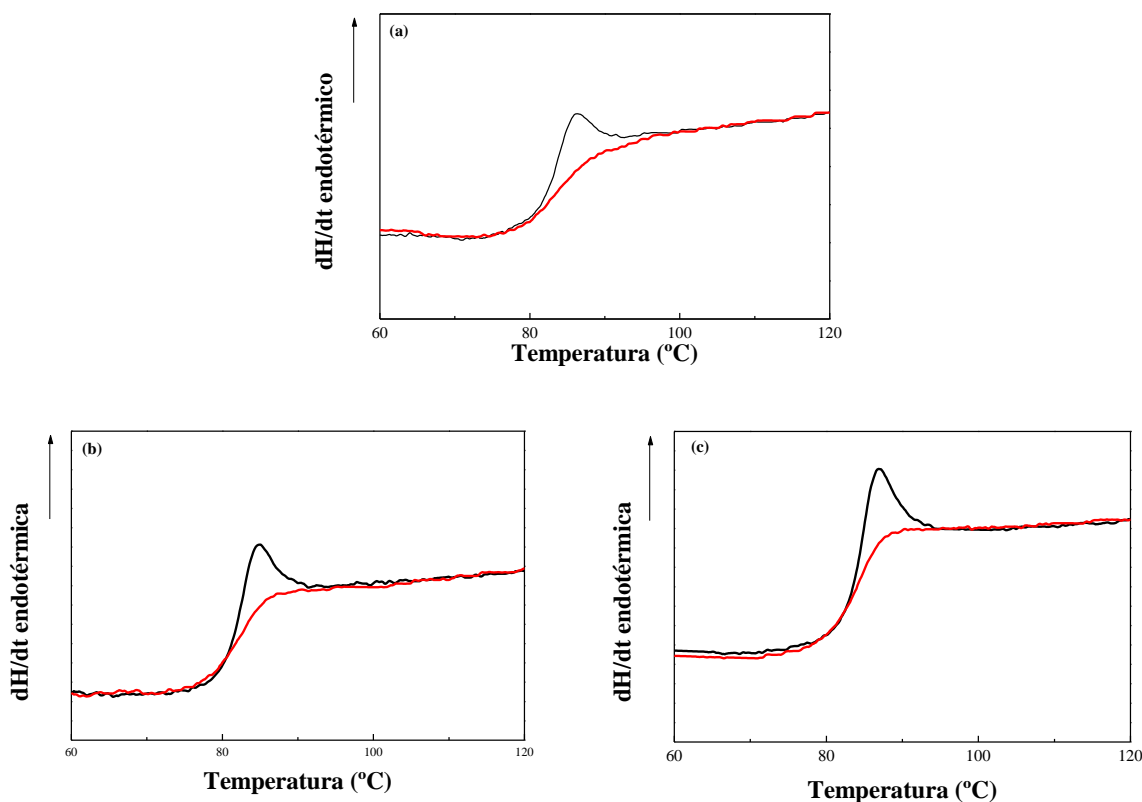 (a)
dH/dt endotérmico
60 80 100 120
Temperatura (ºC)
(b)
dH/dt endotérmica
60 80 100 120
Temperatura (ºC)
(c)
dH/dt endotérmica
60 80 100 120
Temperatura (ºC)